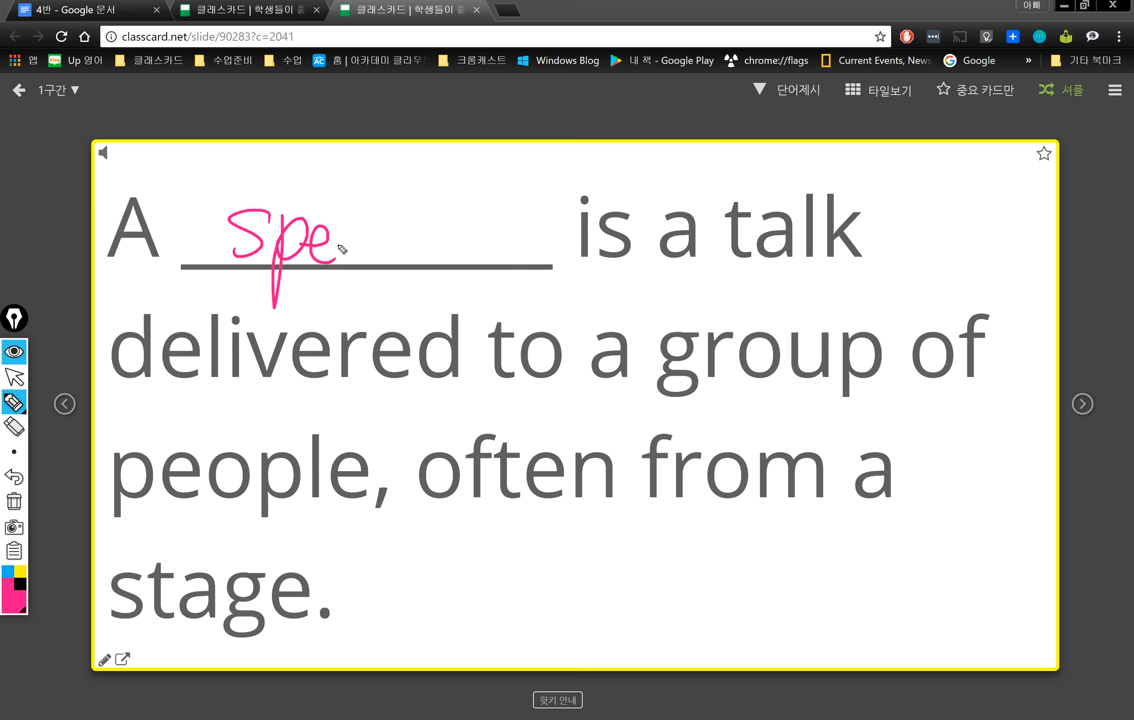 4반 - Google 문서
클래스카드 | 학생들이
클래스카드 | 학생들이
아빠
classcard.net/slide/90283?c=2041
앱 Up 영어 클래스카드 수업준비 수업 홈 | 아카데미 클라우 크롬캐스트 Windows Blog 내 책 - Google Play chrome://flags Current Events, News Google » 기타 북마크
1구간 ▼ ▼ 단어제시 타일보기 중요 카드만 셔플
A spe is a talk
delivered to a group of
people, often from a
stage.
핫키 안내